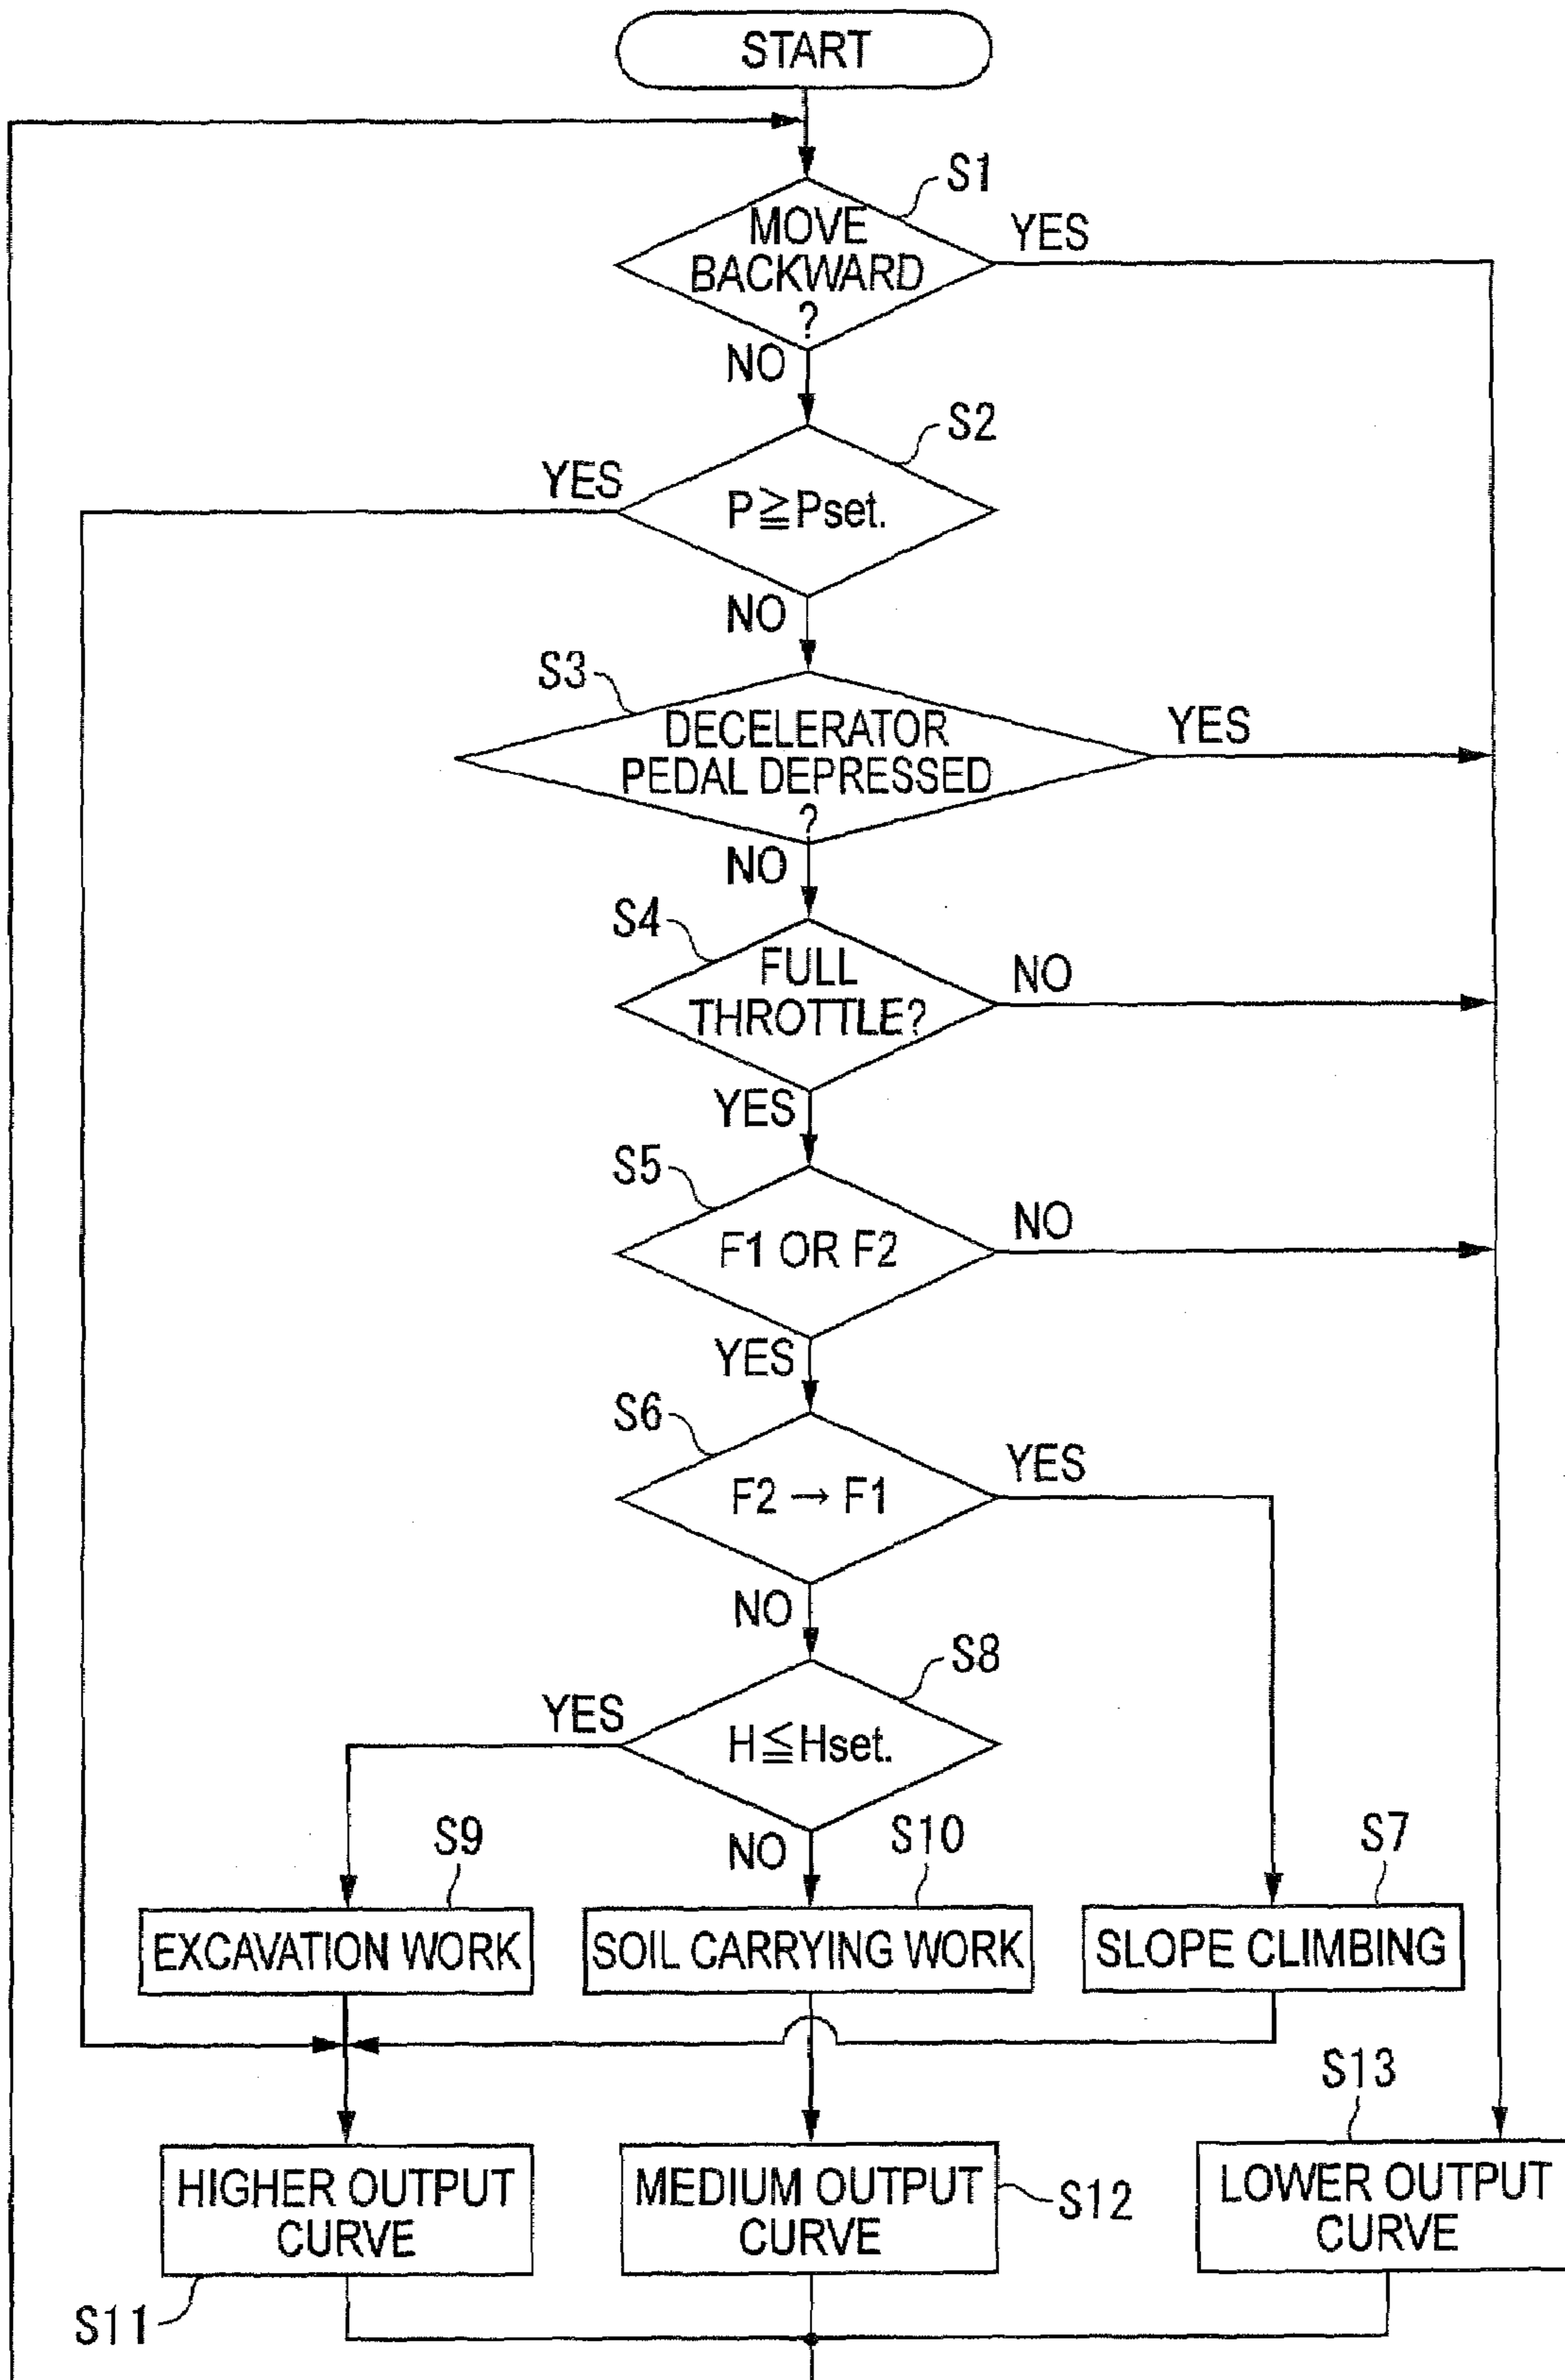 START
S1
MOVE
BACKWARD
?
YES
NO
S2
YES
P≧Pset.
NO
S3
DECELERATOR
PEDAL DEPRESSED
?
YES
NO
S4
FULL
THROTTLE?
NO
YES
S5
F1 OR F2
NO
YES
S6
F2 → F1
YES
NO
S8
YES
H≦Hset.
NO
S9
S10
S7
EXCAVATION WORK
SOIL CARRYING WORK
SLOPE CLIMBING
S13
HIGHER OUTPUT
CURVE
MEDIUM OUTPUT
CURVE
S12
LOWER OUTPUT
CURVE
S11